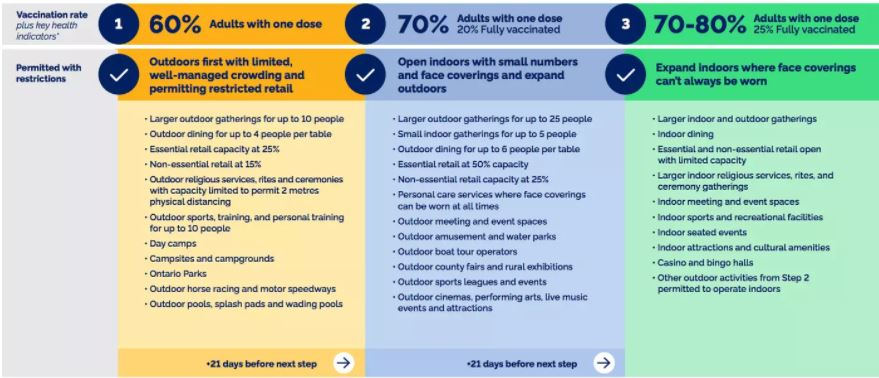 Vaccination rate
plus key health
indicators*
1
60% Adults with one dose
2
70% Adults with one dose
20% Fully vaccinated
3
70-80% Adults with one dose
25% Fully vaccinated
Permitted with
restrictions
Outdoors first with limited,
well-managed crowding and
permitting restricted retail
• Larger outdoor gatherings for up to 10 people
• Outdoor dining for up to 4 people per table
• Essential retail capacity at 25%
• Non-essential retail at 15%
• Outdoor religious services, rites and ceremonies
with capacity limited to permit 2 metres
physical distancing
• Outdoor sports, training, and personal training
for up to 10 people
• Day camps
• Campsites and campgrounds
• Ontario Parks
• Outdoor horse racing and motor speedways
• Outdoor pools, splash pads and wading pools
+21 days before next step
Open indoors with small numbers
and face coverings and expand
outdoors
• Larger outdoor gatherings for up to 25 people
• Small indoor gatherings for up to 5 people
• Outdoor dining for up to 6 people per table
• Essential retail at 50% capacity
• Non-essential retail capacity at 25%
• Personal care services where face coverings
can be worn at all times
• Outdoor meeting and event spaces
• Outdoor amusement and water parks
• Outdoor boat tour operators
• Outdoor county fairs and rural exhibitions
• Outdoor sports leagues and events
• Outdoor cinemas, performing arts, live music
events and attractions
+21 days before next step
Expand indoors where face coverings
can't always be worn
• Larger indoor and outdoor gatherings
• Indoor dining
• Essential and non-essential retail open
with limited capacity
• Larger indoor religious services, rites, and
ceremony gatherings
• Indoor meeting and event spaces
• Indoor sports and recreational facilities
• Indoor seated events
• Indoor attractions and cultural amenities
• Casino and bingo halls
• Other outdoor activities from Step 2
permitted to operate indoors